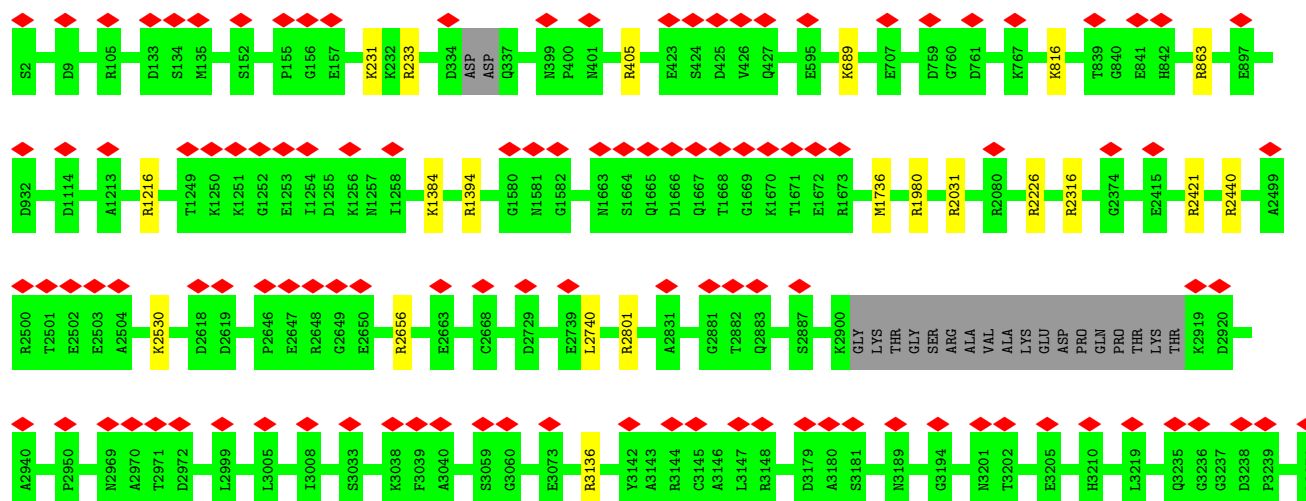 S2 D9 R105 D133 S134 M135 S152 P155 G156 E157 K231 K232 R233 D334 ASP ASP Q337 N399 P400 N401 R405 E423 S424 D425 V426 Q427 E595 K689 E707 D759 G760 D761 K767 K816 T839 G840 E841 H842 R863 E897
D932 D1114 A1213 R1216 T1249 K1250 K1251 G1252 E1253 I1254 D1255 K1256 N1257 I1258 K1384 R1394 G1580 N1581 G1582 N1663 S1664 Q1665 D1666 Q1667 T1668 G1669 K1670 T1671 E1672 R1673 M1736 R1980 R2031 R2080 R2226 R2316 G2374 E2415 R2421 R2440 A2499
R2500 T2501 E2502 E2503 A2504 K2530 D2618 D2619 P2646 E2647 R2648 G2649 E2650 R2656 E2663 C2668 D2729 E2739 L2740 R2801 A2831 G2881 T2882 Q2883 S2887 K2900 GLY LYS THR GLY SER ARG ALA VAL ALA LYS GLU ASP PRO GLN PRO THR LYS THR K2919 D2920
A2940 P2950 N2969 A2970 T2971 D2972 L2999 L3005 I3008 S3033 K3038 F3039 A3040 S3059 G3060 E3073 R3136 Y3142 A3143 R3144 C3145 A3146 L3147 R3148 D3179 A3180 S3181 N3189 G3194 N3201 T3202 E3205 H3210 L3219 Q3235 G3236 G3237 D3238 P3239